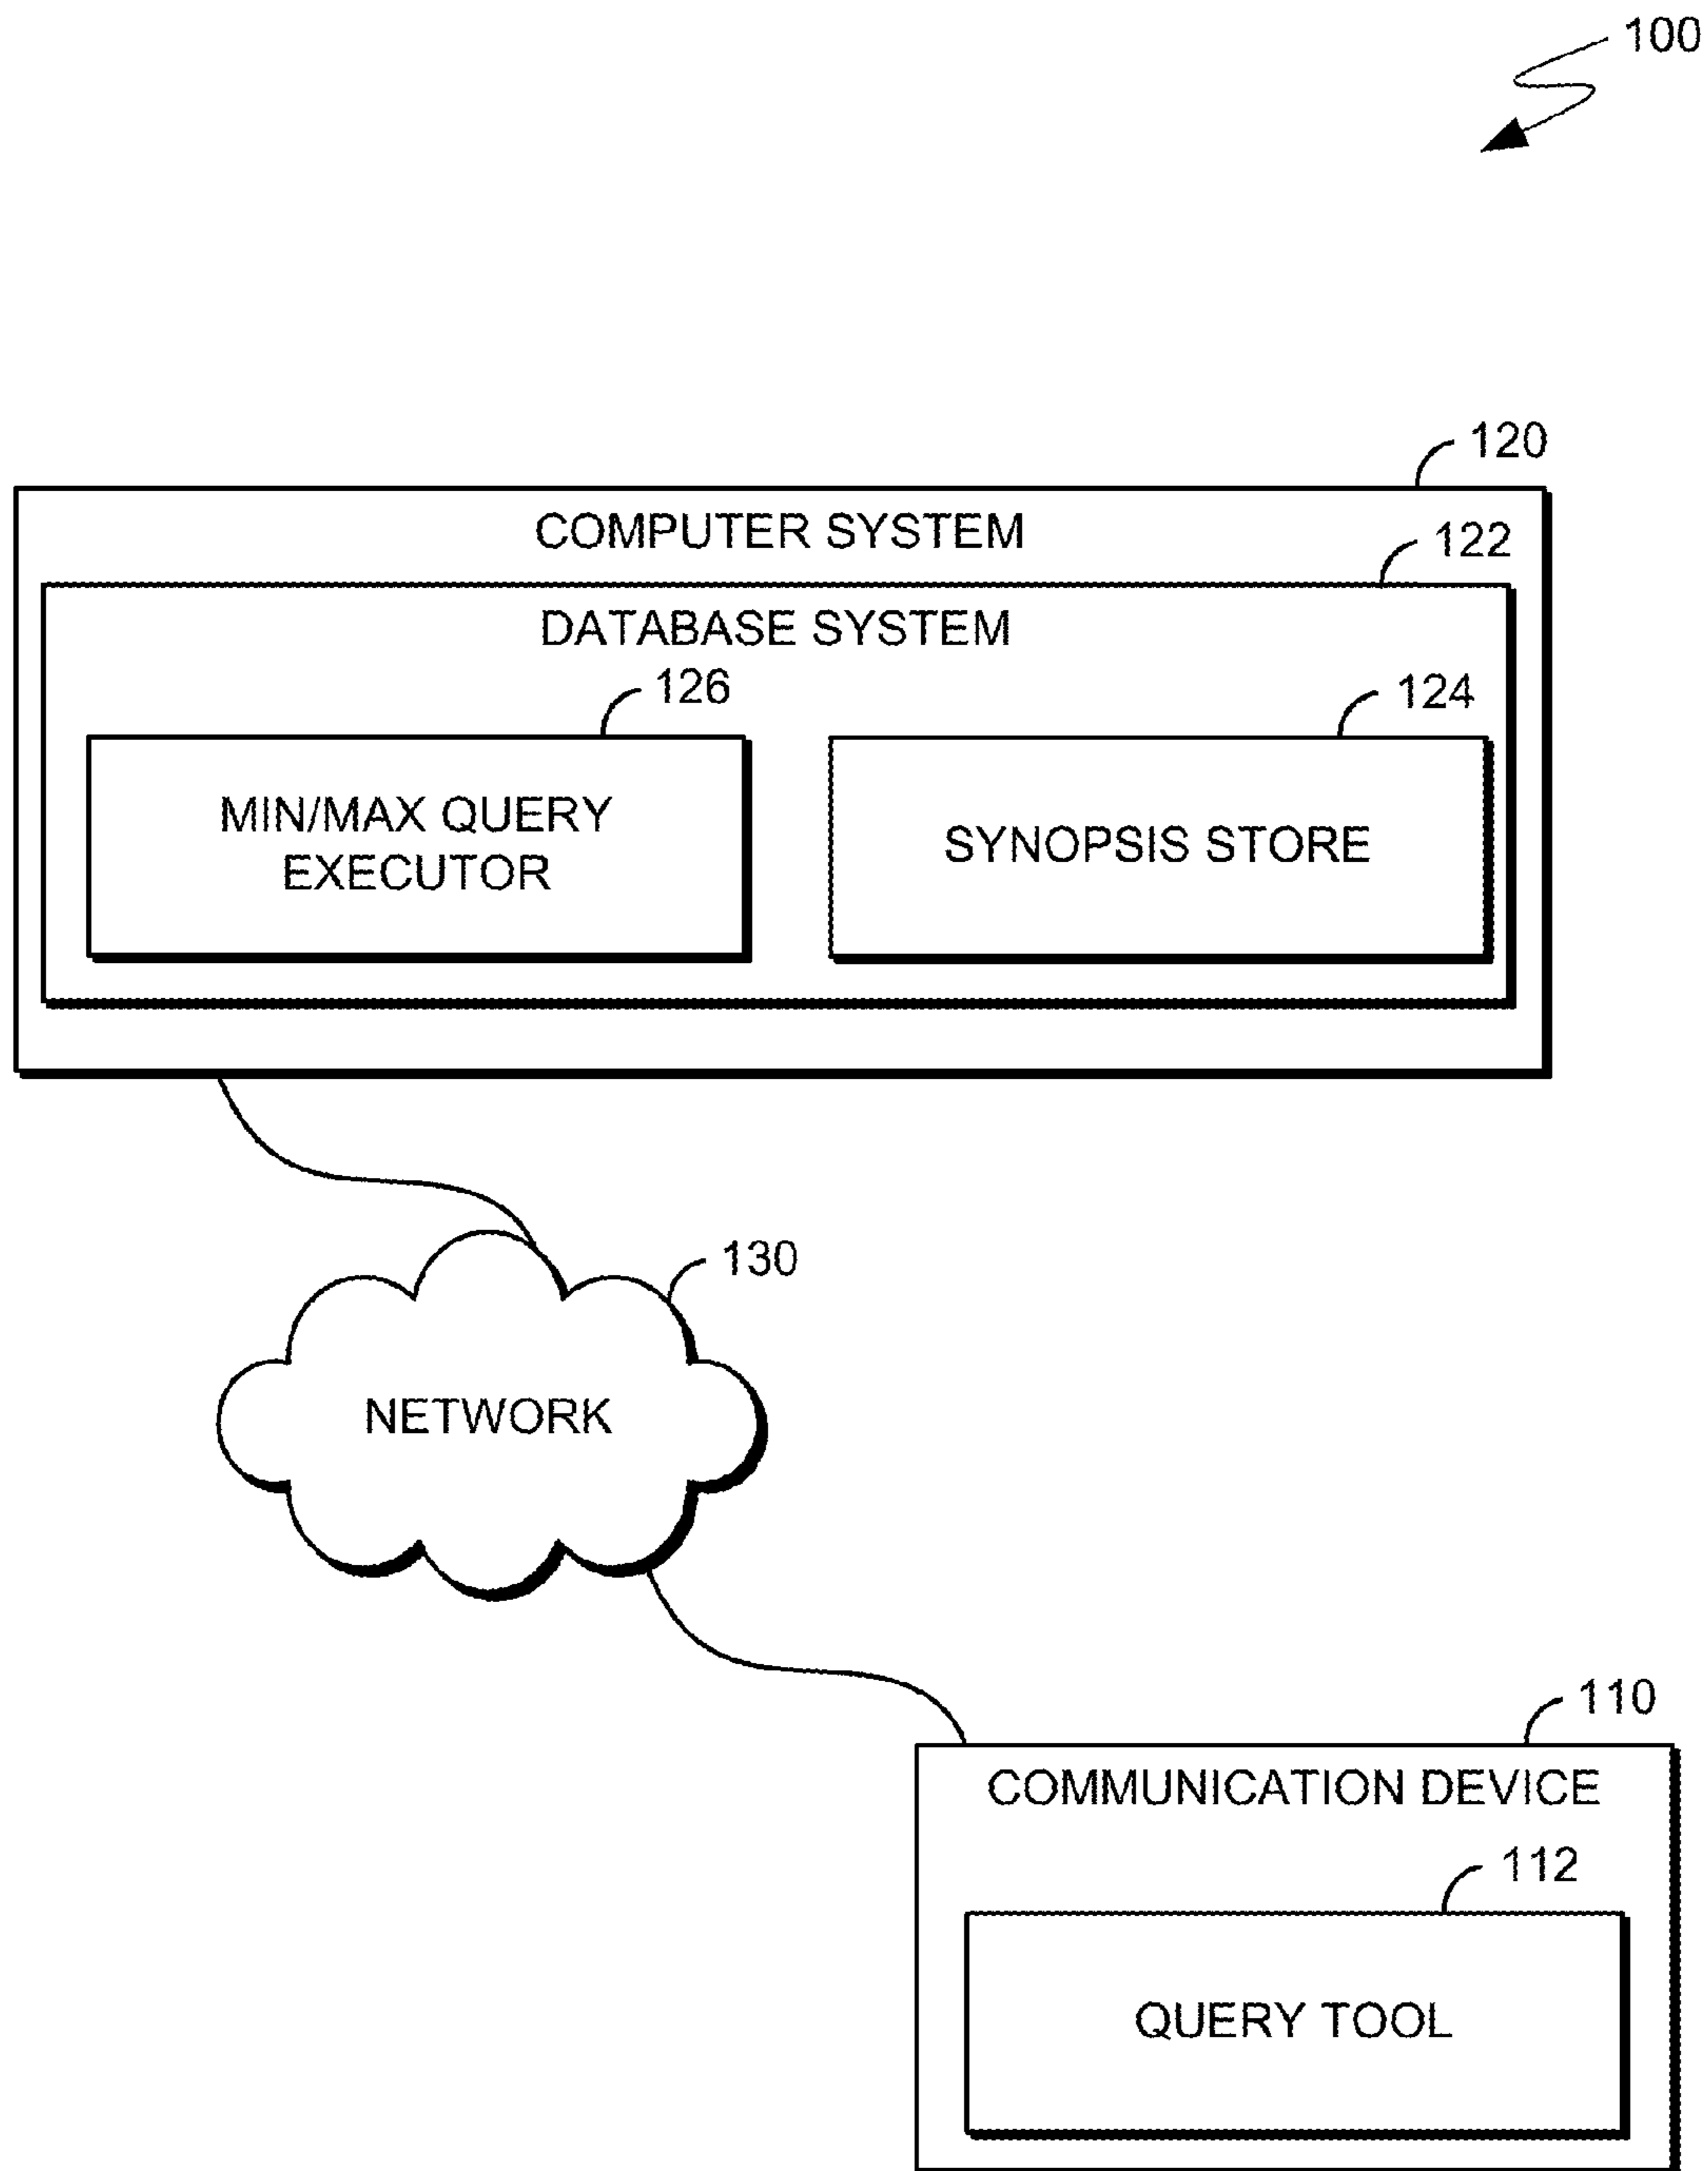 100
120
COMPUTER SYSTEM
122
DATABASE SYSTEM
126
124
MIN/MAX QUERY
EXECUTOR
SYNOPSIS STORE
130
NETWORK
110
COMMUNICATION DEVICE
112
QUERY TOOL